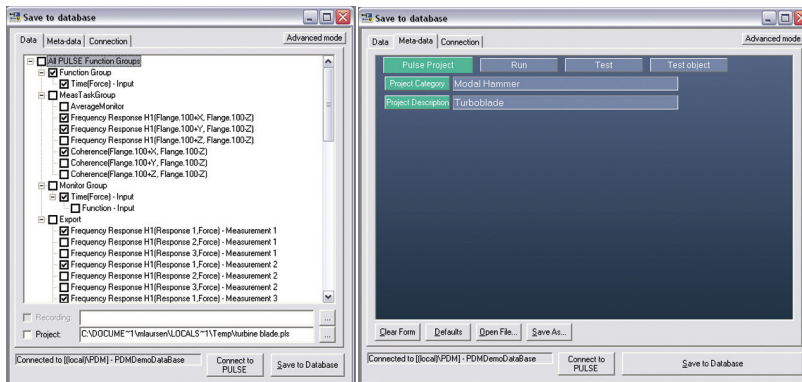 Save to database
Data
Meta-data
Connection
Advanced mode
All PULSE Function Groups
Function Group
Time(Force) - Input
MeasTaskGroup
AverageMonitor
Frequency Response H1(Flange.100+X, Flange.100-Z)
Frequency Response H1(Flange.100+Y, Flange.100-Z)
Frequency Response H1(Flange.100+Z, Flange.100-Z)
Coherence(Flange.100+X, Flange.100-Z)
Coherence(Flange.100+Y, Flange.100-Z)
Coherence(Flange.100+Z, Flange.100-Z)
Monitor Group
Time(Force) - Input
Function - Input
Export
Frequency Response H1(Response 1,Force) - Measurement 1
Frequency Response H1(Response 2,Force) - Measurement 1
Frequency Response H1(Response 3,Force) - Measurement 1
Frequency Response H1(Response 1,Force) - Measurement 2
Frequency Response H1(Response 2,Force) - Measurement 2
Frequency Response H1(Response 3,Force) - Measurement 2
Frequency Response H1(Response 1,Force) - Measurement 3
Recording:
...
Project:
C:\DOCUME~1\mlaursen\LOCALS~1\Temp\turbine blade.pls
...
Connected to [(local)\PDM] - PDMDemoDataBase
Connect to
PULSE
Save to Database
Save to database
Data
Meta-data
Connection
Advanced mode
Pulse Project
Run
Test
Test object
Project Category
Modal Hammer
Project Description
Turboblade
Clear Form
Defaults
Open File...
Save As...
Connected to [(local)\PDM] - PDMDemoDataBase
Connect to
PULSE
Save to Database